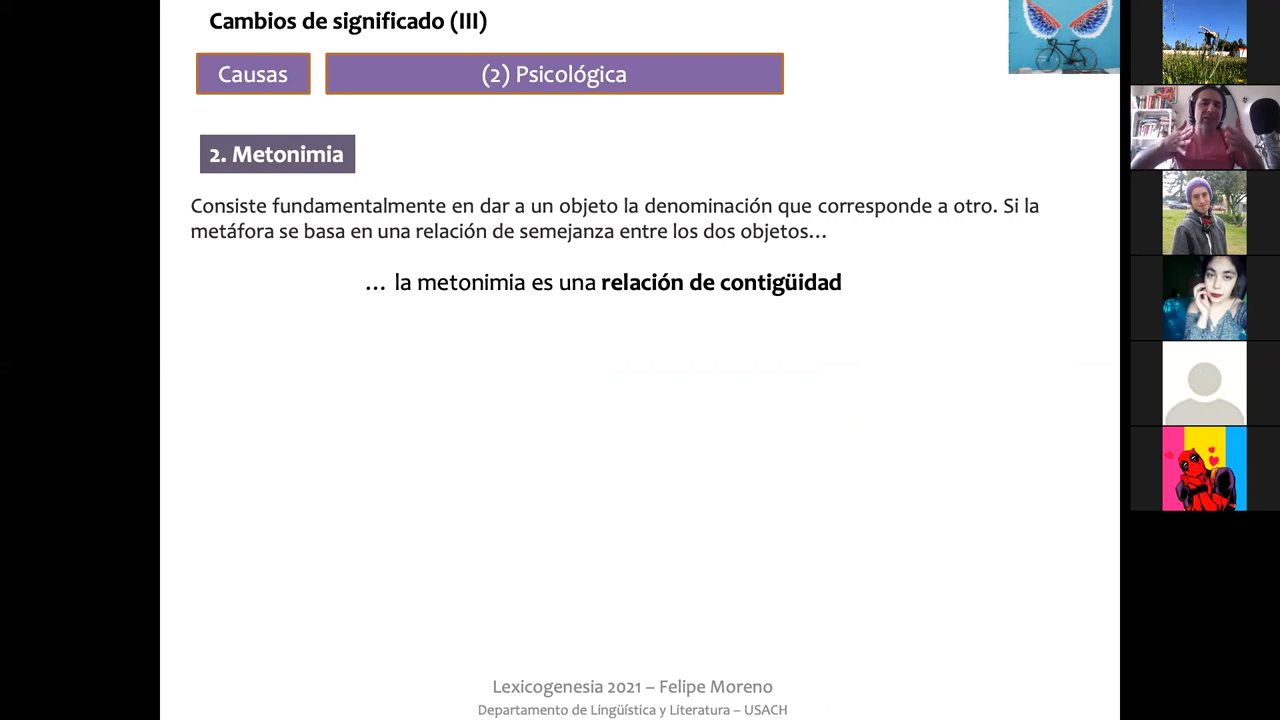 Cambios de significado (III)
Causas
(2) Psicológica
2. Metonimia
Consiste fundamentalmente en dar a un objeto la denominación que corresponde a otro. Si la
metáfora se basa en una relación de semejanza entre los dos objetos…
… la metonimia es una relación de contigüidad
Lexicogenesia 2021 – Felipe Moreno
Departamento de Lingüística y Literatura – USACH